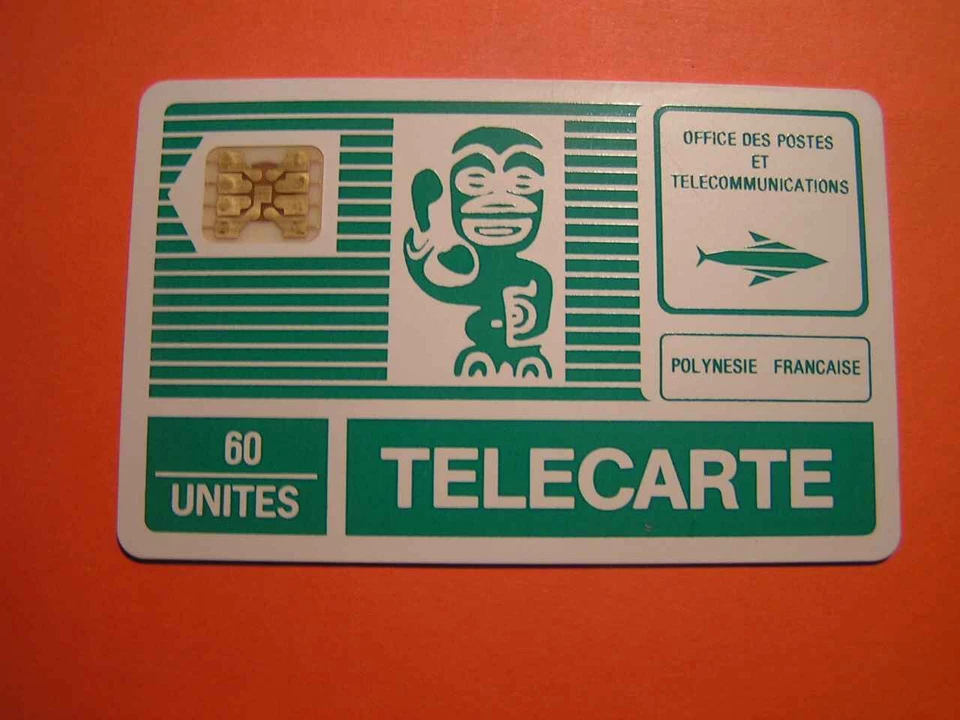 OFFICE DES POSTES
ET
TELECOMMUNICATIONS
POLYNESIE FRANCAISE
60
UNITES
TELECARTE